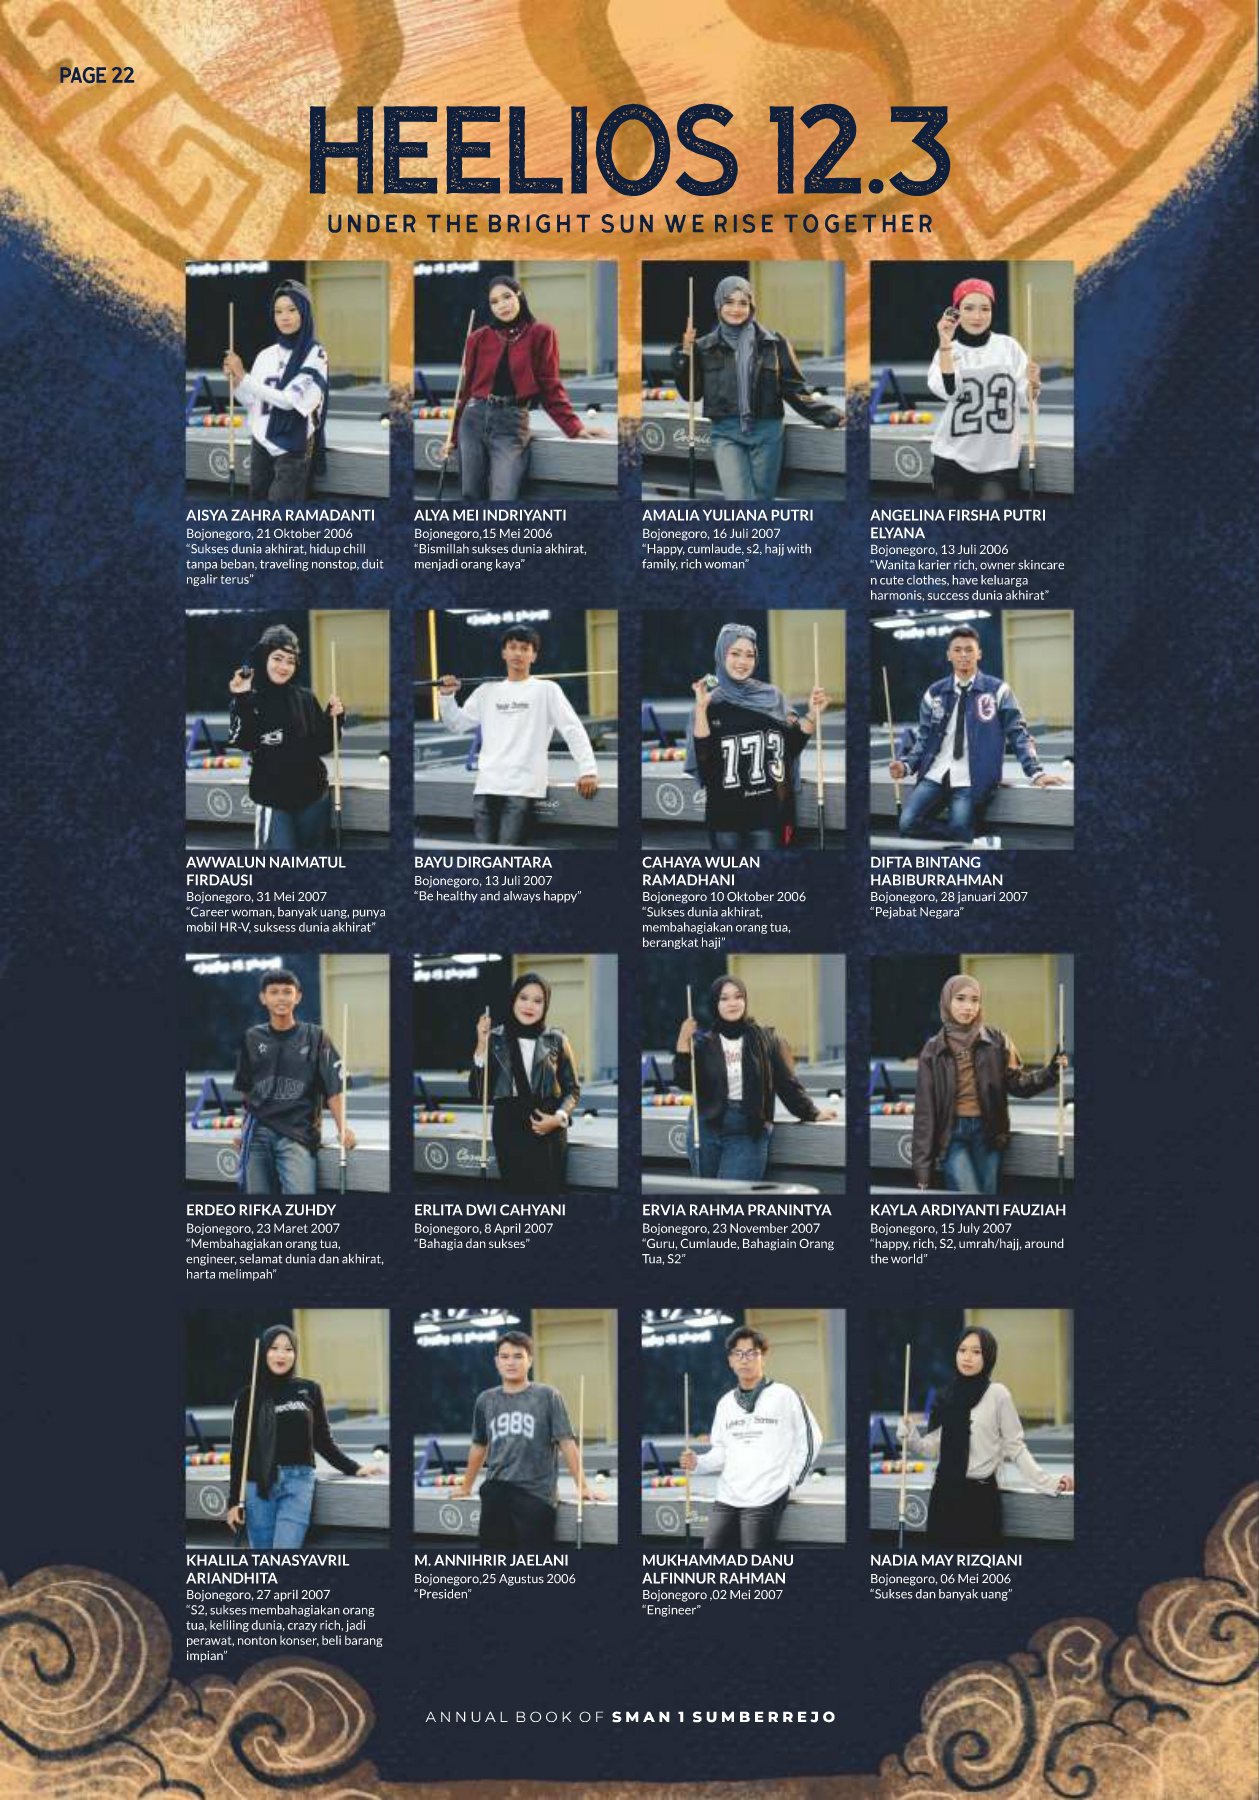 PAGE 22
HEELIOS 12.3
UNDER THE BRIGHT SUN WE RISE TOGETHER
23
AISYA ZAHRA RAMADANTI
Bojonegoro, 21 Oktober 2006
“Sukses dunia akhirat, hidup chill
tanpa beban, traveling nonstop, duit
ngalir terus”
ALYA MEI INDRIYANTI
Bojonegoro,15 Mei 2006
“Bismillah sukses dunia akhirat,
menjadi orang kaya”
AMALIA YULIANA PUTRI
Bojonegoro, 16 Juli 2007
“Happy, cumlaude, s2, hajj with
family, rich woman”
ANGELINA FIRSHA PUTRI
ELYANA
Bojonegoro, 13 Juli 2006
“Wanita karier rich, owner skincare
n cute clothes, have keluarga
harmonis, success dunia akhirat”
773
AWWALUN NAIMATUL
FIRDAUSI
Bojonegoro, 31 Mei 2007
“Career woman, banyak uang, punya
mobil HR-V, suksess dunia akhirat”
BAYU DIRGANTARA
Bojonegoro, 13 Juli 2007
“Be healthy and always happy”
CAHAYA WULAN
RAMADHANI
Bojonegoro 10 Oktober 2006
“Sukses dunia akhirat,
membahagiakan orang tua,
berangkat haji”
DIFTA BINTANG
HABIBURRAHMAN
Bojonegoro, 28 januari 2007
“Pejabat Negara”
ERDEO RIFKA ZUHDY
Bojonegoro, 23 Maret 2007
“Membahagiakan orang tua,
engineer, selamat dunia dan akhirat,
harta melimpah”
ERLITA DWI CAHYANI
Bojonegoro, 8 April 2007
“Bahagia dan sukses”
ERVIA RAHMA PRANINTYA
Bojonegoro, 23 November 2007
“Guru, Cumlaude, Bahagiain Orang
Tua, S2”
KAYLA ARDIYANTI FAUZIAH
Bojonegoro, 15 July 2007
“happy, rich, S2, umrah/hajj, around
the world”
1989
KHALILA TANASYAVRIL
ARIANDHITA
Bojonegoro, 27 april 2007
“S2, sukses membahagiakan orang
tua, keliling dunia, crazy rich, jadi
perawat, nonton konser, beli barang
impian”
M. ANNIHRIR JAELANI
Bojonegoro,25 Agustus 2006
“Presiden”
MUKHAMMAD DANU
ALFINNUR RAHMAN
Bojonegoro ,02 Mei 2007
“Engineer”
NADIA MAY RIZQIANI
Bojonegoro, 06 Mei 2006
“Sukses dan banyak uang”
ANNUAL BOOK OF SMAN 1 SUMBERREJO